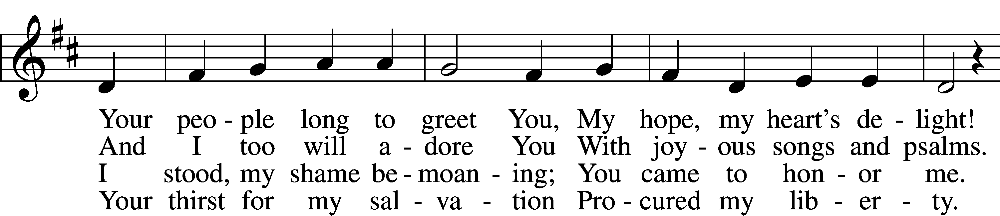 Your peo - ple long to greet You, My hope, my heart's de - light!
And I too will a - dore You With joy - ous songs and psalms.
I stood, my shame be - moan - ing; You came to hon - or me.
Your thirst for my sal - va - tion Pro - cured my lib - er - ty.